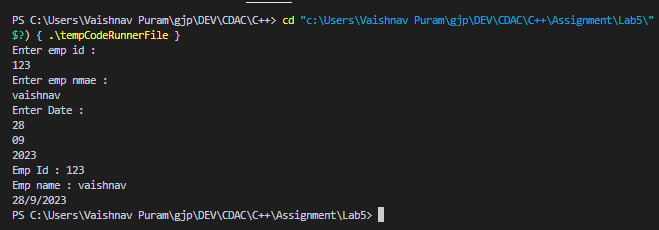 PS C:\Users\Vaishnav Puram\gjp\DEV\CDAC\C++> cd "c:\Users\Vaishnav Puram\gjp\DEV\CDAC\C++\Assignment\Lab5\"
$?) { .\tempCodeRunnerFile }
Enter emp id :
123
Enter emp nmae :
vaishnav
Enter Date :
28
09
2023
Emp Id : 123
Emp name : vaishnav
28/9/2023
PS C:\Users\Vaishnav Puram\gjp\DEV\CDAC\C++\Assignment\Lab5>